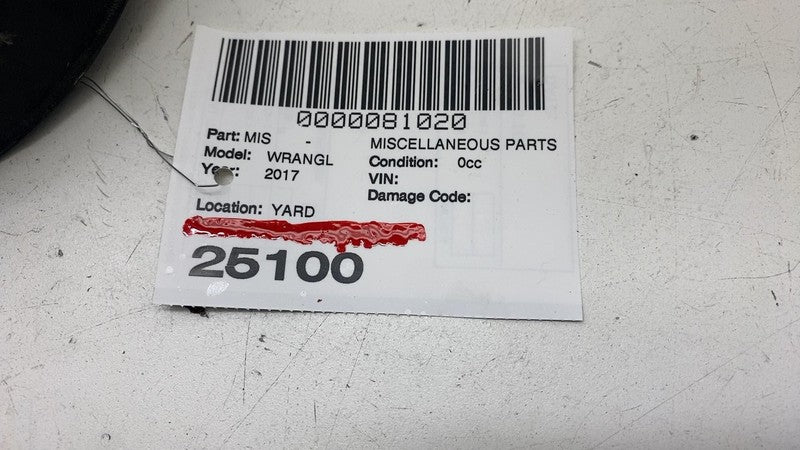 0000081020
Part: MIS - MISCELLANEOUS PARTS
Model: WRANGL Condition: 0cc
Year: 2017 VIN:
Damage Code:
Location: YARD
25100